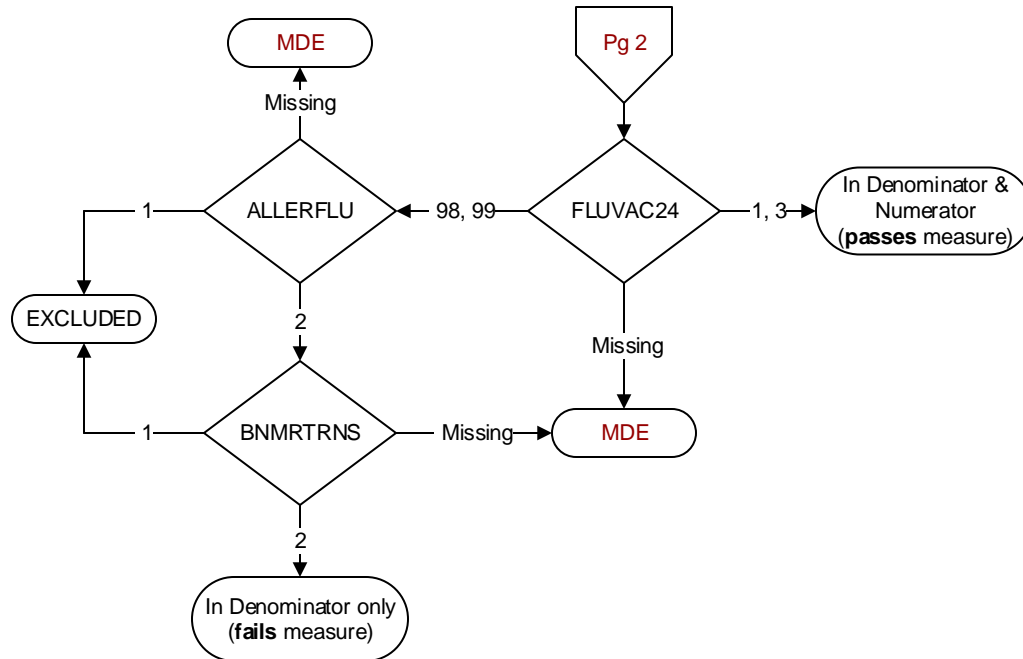 MDE
Pg 2
Missing
ALLERFLU
98, 99
FLUVAC24
1, 3
In Denominator &
Numerator
(passes measure)
1
EXCLUDED
2
Missing
1
BNMRTRNS
Missing
MDE
2
In Denominator only
(fails measure)